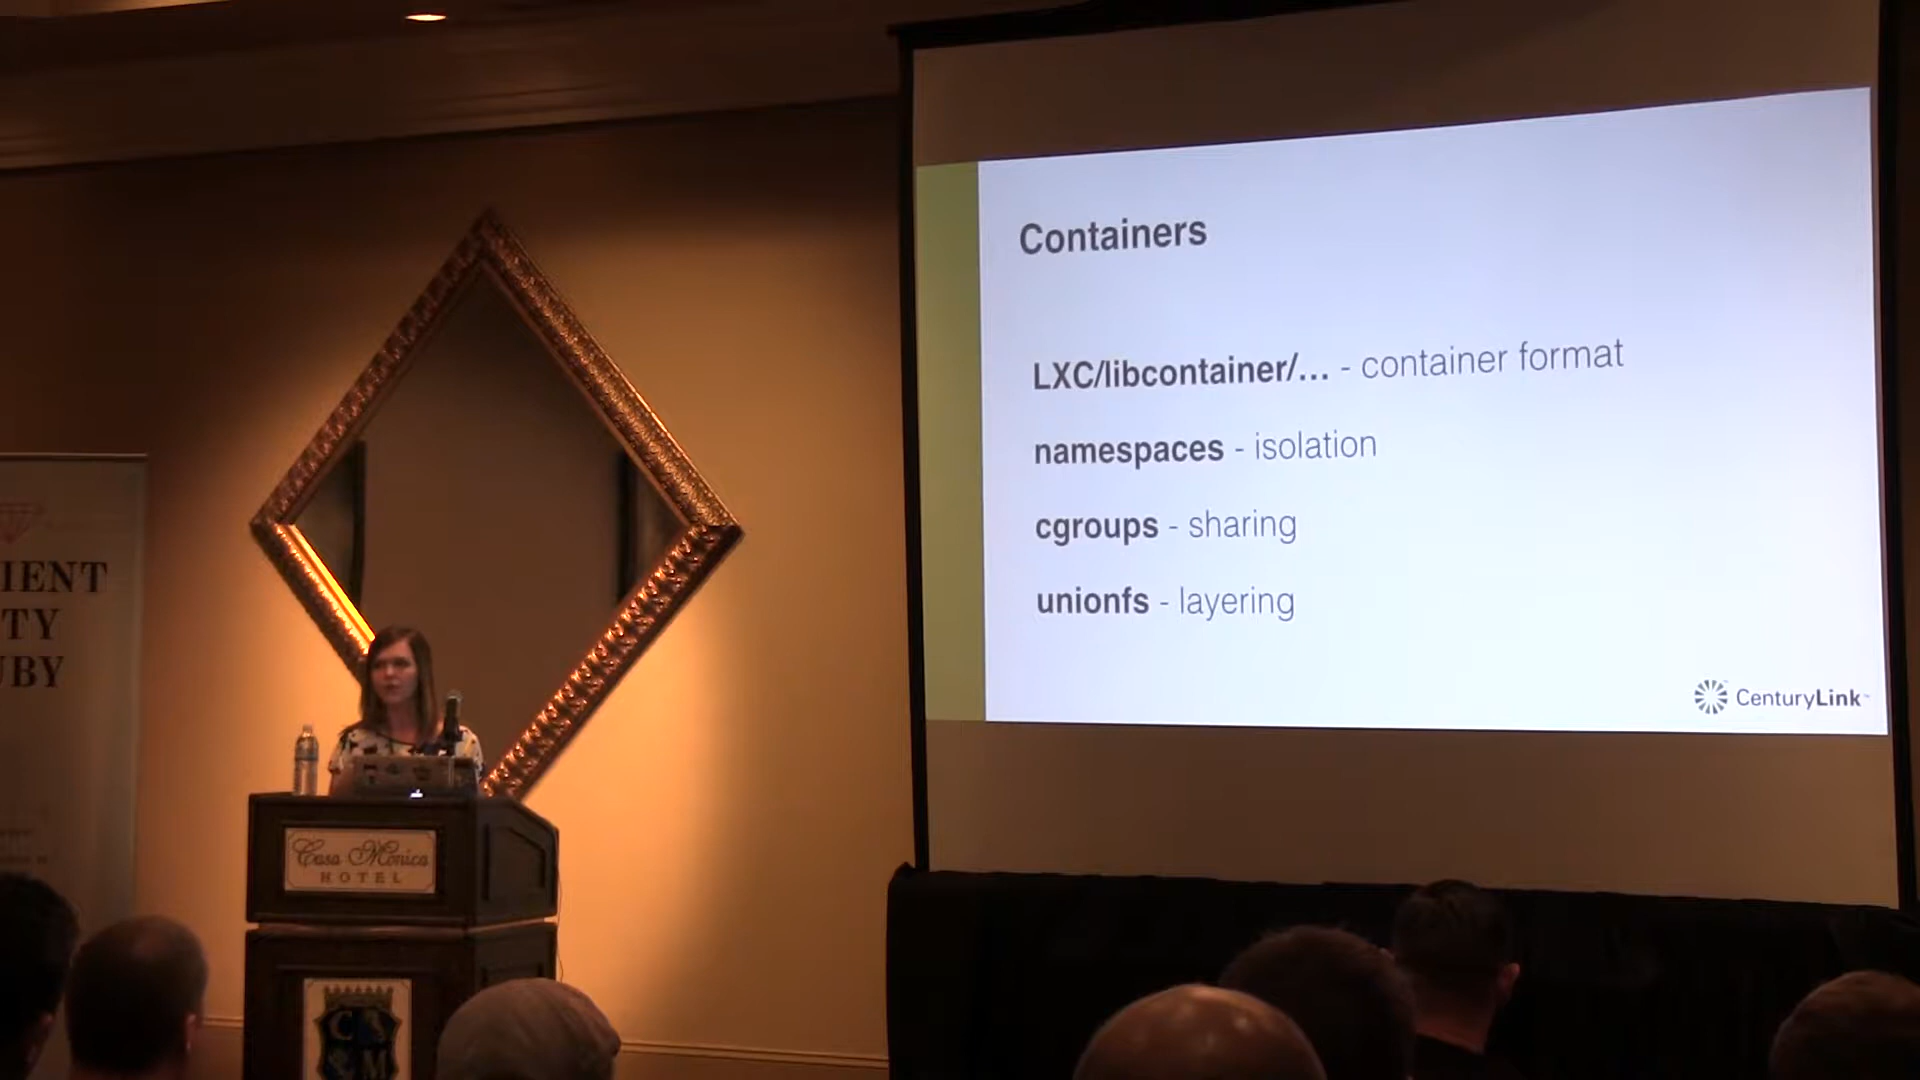 Containers
LXC/libcontainer/... - container format
namespaces - isolation
cgroups - sharing
unionfs - layering
CenturyLink
IENT
TY
UBY
Casa Monica
HOTEL
C
M